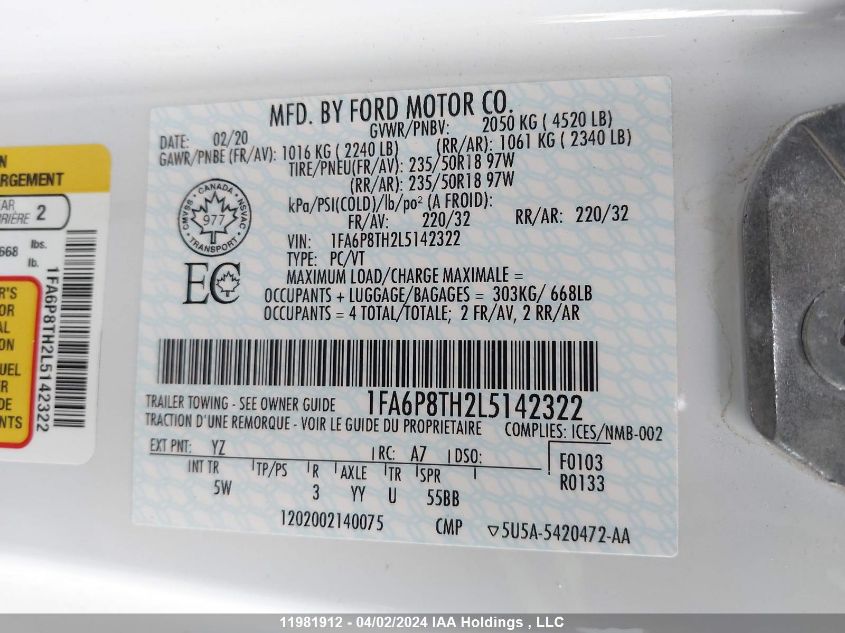 MFD. BY FORD MOTOR CO.
DATE: 02/20 GVWR/PNBV: 2050 KG ( 4520 LB)
GAWR/PNBE (FR/AV): 1016 KG ( 2240 LB) (RR/AR): 1061 KG ( 2340 LB)
TIRE/PNEU(FR/AV): 235/50R18 97W
(RR/AR): 235/50R18 97W
kPa/PSI(COLD)/lb/po² (A FROID):
FR/AV: 220/32 RR/AR: 220/32
VIN: 1FA6P8TH2L5142322
TYPE: PC/VT
MAXIMUM LOAD/CHARGE MAXIMALE =
OCCUPANTS + LUGGAGE/BAGAGES = 303KG/ 668LB
OCCUPANTS = 4 TOTAL/TOTALE; 2 FR/AV, 2 RR/AR
CANADA
CMVSS 977 NSVAC
TRANSPORT
EC
TRAILER TOWING - SEE OWNER GUIDE 1FA6P8TH2L5142322
TRACTION D'UNE REMORQUE - VOIR LE GUIDE DU PROPRIETAIRE COMPLIES: ICES/NMB-002
EXT PNT: YZ RC: A7 DSO: F0103
INT TR TP/PS R AXLE TR SPR R0133
5W 3 YY U 55BB
1202002140075 CMP 5U5A-5420472-AA
ARGEMENT
2
668 lbs.
lb.
1FA6P8TH2L5142322
11981912 - 04/02/2024 IAA Holdings , LLC